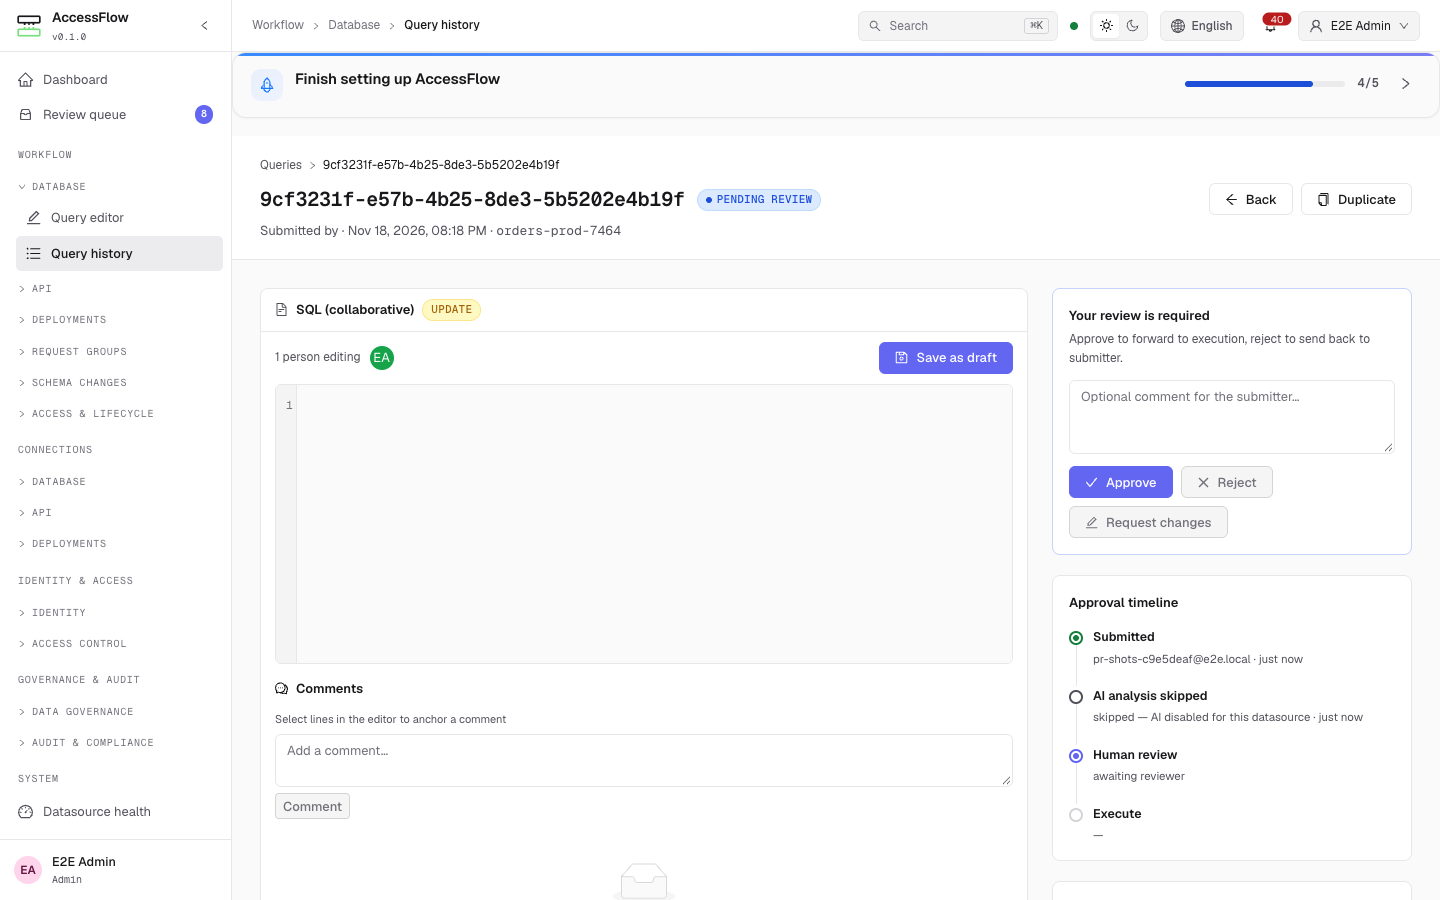 AccessFlow
v0.1.0
Dashboard
Review queue
8
WORKFLOW
DATABASE
Query editor
Query history
API
DEPLOYMENTS
REQUEST GROUPS
SCHEMA CHANGES
ACCESS & LIFECYCLE
CONNECTIONS
DATABASE
API
DEPLOYMENTS
IDENTITY & ACCESS
IDENTITY
ACCESS CONTROL
GOVERNANCE & AUDIT
DATA GOVERNANCE
AUDIT & COMPLIANCE
SYSTEM
Datasource health
EA
E2E Admin
Admin
Workflow > Database > Query history
Search
⌘K
English
40
E2E Admin
Finish setting up AccessFlow
4/5
Queries > 9cf3231f-e57b-4b25-8de3-5b5202e4b19f
9cf3231f-e57b-4b25-8de3-5b5202e4b19f
PENDING REVIEW
Back
Duplicate
Submitted by · Nov 18, 2026, 08:18 PM · orders-prod-7464
SQL (collaborative)
UPDATE
1 person editing
EA
Save as draft
1
Comments
Select lines in the editor to anchor a comment
Add a comment…
Comment
Your review is required
Approve to forward to execution, reject to send back to
submitter.
Optional comment for the submitter…
Approve
Reject
Request changes
Approval timeline
Submitted
pr-shots-c9e5deaf@e2e.local · just now
AI analysis skipped
skipped — AI disabled for this datasource · just now
Human review
awaiting reviewer
Execute
—